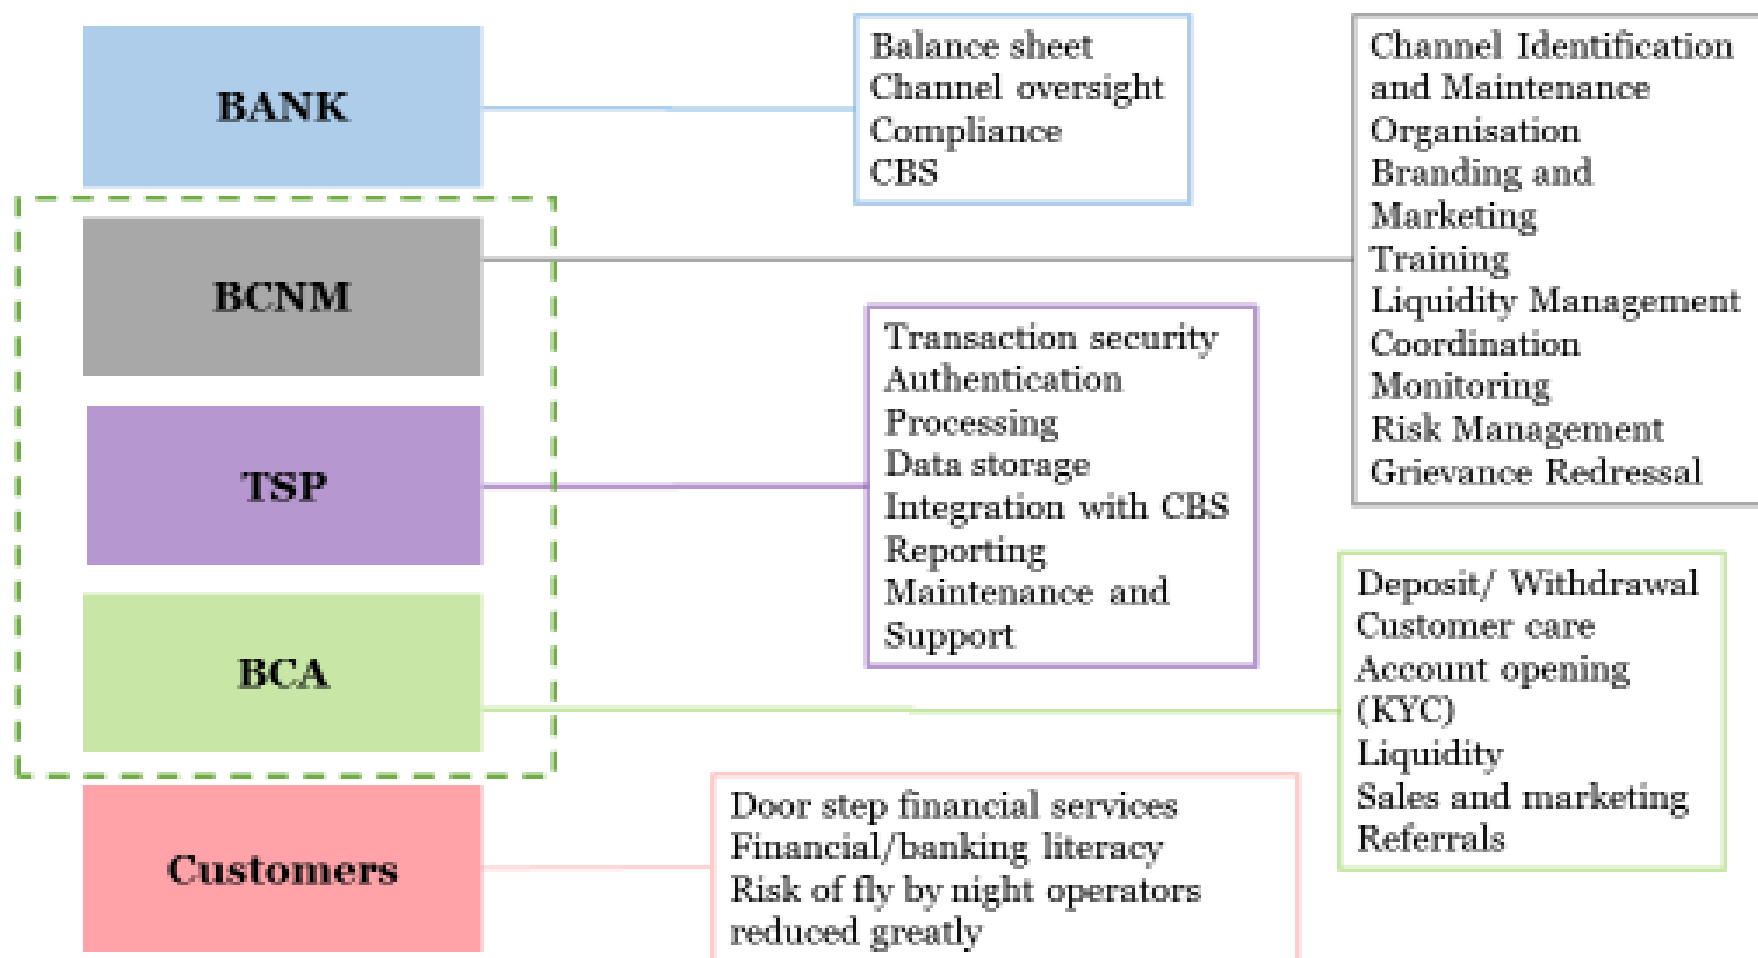 BANK
Balance sheet
Channel oversight
Compliance
CBS
BCNM
Channel Identification
and Maintenance
Organisation
Branding and
Marketing
Training
Liquidity Management
Coordination
Monitoring
Risk Management
Grievance Redressal
TSP
Transaction security
Authentication
Processing
Data storage
Integration with CBS
Reporting
Maintenance and
Support
BCA
Deposit/ Withdrawal
Customer care
Account opening
(KYC)
Liquidity
Sales and marketing
Referrals
Customers
Door step financial services
Financial/banking literacy
Risk of fly by night operators
reduced greatly